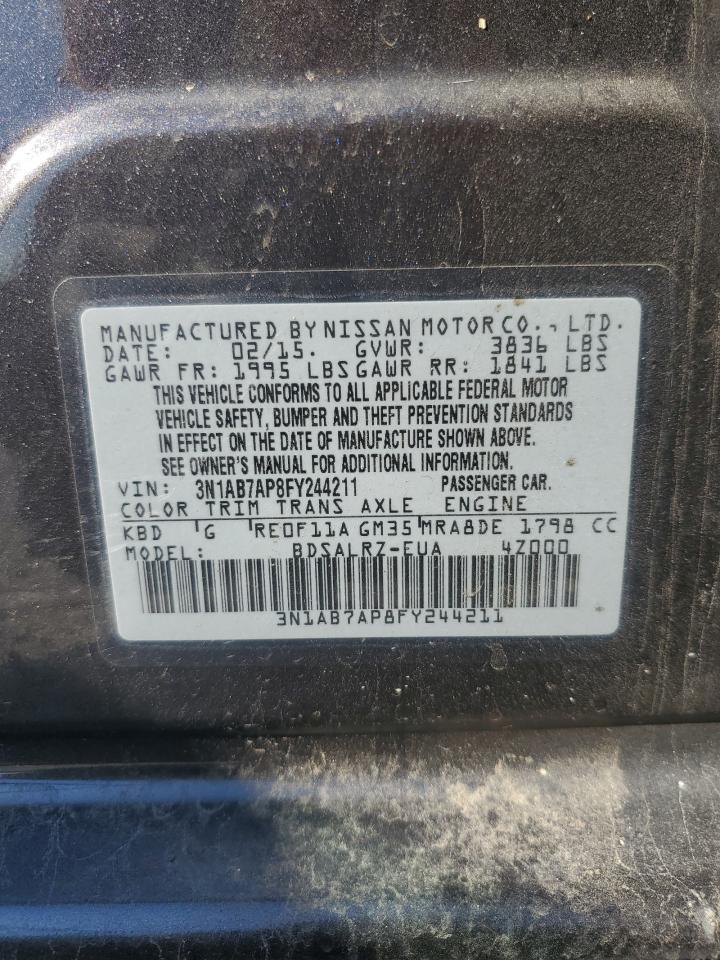 MANUFACTURED BY NISSAN MOTOR CO., LTD.
DATE: 02/15. GVWR: 3836 LBS
GAWR FR: 1995 LBS GAWR RR: 1841 LBS
THIS VEHICLE CONFORMS TO ALL APPLICABLE FEDERAL MOTOR
VEHICLE SAFETY, BUMPER AND THEFT PREVENTION STANDARDS
IN EFFECT ON THE DATE OF MANUFACTURE SHOWN ABOVE.
SEE OWNER'S MANUAL FOR ADDITIONAL INFORMATION.
VIN: 3N1AB7AP8FY244211 PASSENGER CAR.
COLOR TRIM TRANS AXLE ENGINE
KBD G RE0F11A GM35 MRA8DE 1798 CC
MODEL: BDSALRZ-EUA 4Z000
3N1AB7AP8FY244211